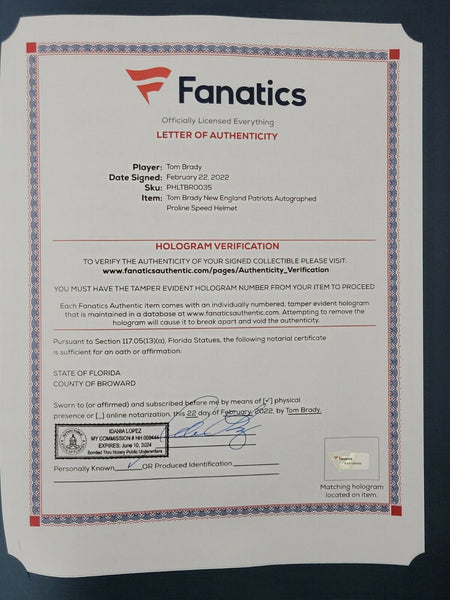 Fanatics
Officially Licensed Everything
LETTER OF AUTHENTICITY
Player: Tom Brady
Date Signed: February 22, 2022
Sku: PHLTBR0035
Item: Tom Brady New England Patriots Autographed
Proline Speed Helmet
HOLOGRAM VERIFICATION
TO VERIFY THE AUTHENTICITY OF YOUR SIGNED COLLECTIBLE PLEASE VISIT:
www.fanaticsauthentic.com/pages/Authenticity_Verification
YOU MUST HAVE THE TAMPER EVIDENT HOLOGRAM NUMBER FROM YOUR ITEM TO PROCEED
Each Fanatics Authentic item comes with an individually numbered, tamper evident hologram
that is maintained in a database at www.fanaticsauthentic.com. Attempting to remove the
hologram will cause it to break apart and void the authenticity.
Pursuant to Section 117.05(13)(a), Florida Statues, the following notarial certificate
is sufficient for an oath or affirmation.
STATE OF FLORIDA
COUNTY OF BROWARD
Sworn to (or affirmed) and subscribed before me by means of [✓] physical
presence or [_] online notarization, this 22 day of February, 2022, by Tom Brady.
IDANIA LOPEZ
MY COMMISSION # HH
EXPIRES: June 10, 2024
Bonded Thru Notary Public Underwriters
Personally Known ✓ OR Produced Identification
Fanatics
Matching hologram
located on item.